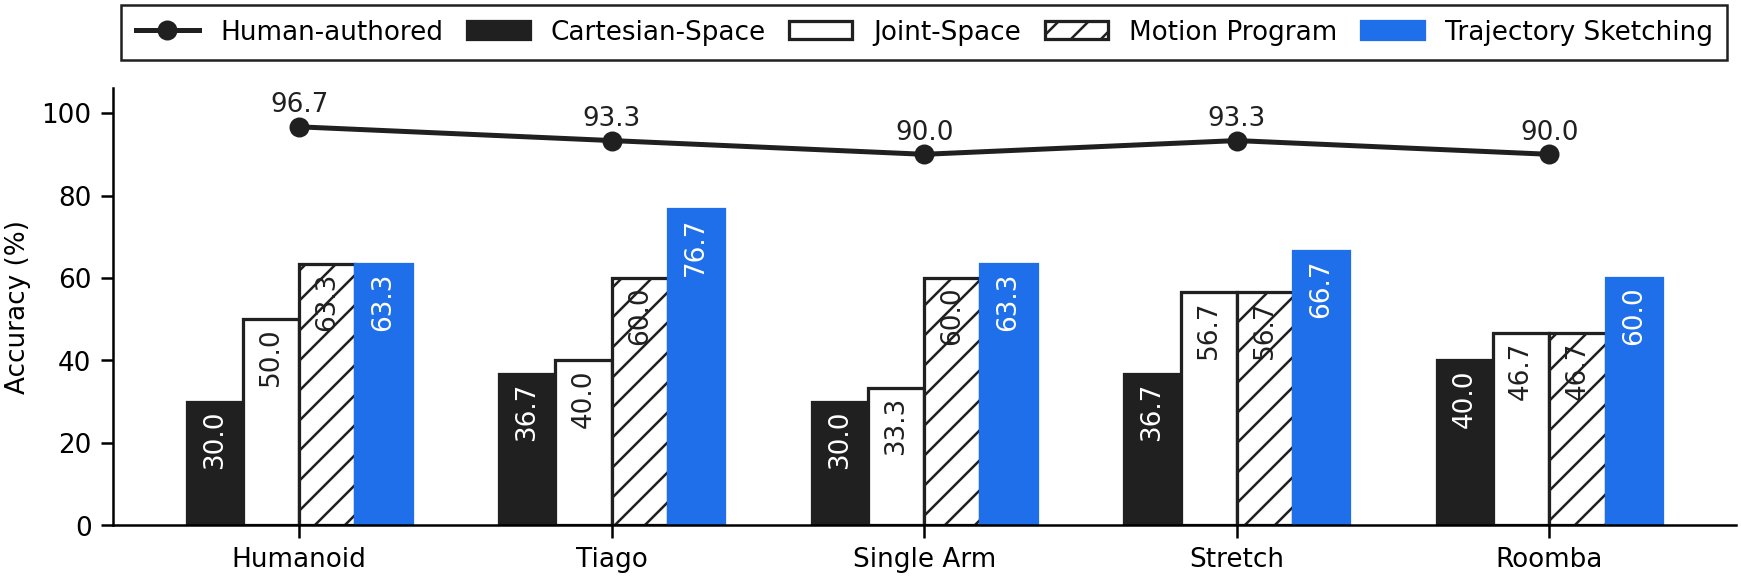 Human-authored Cartesian-Space Joint-Space Motion Program Trajectory Sketching
Accuracy (%)
100
80
60
40
20
0
96.7 93.3 90.0 93.3 90.0
30.0 50.0 63.3 63.3
36.7 40.0 60.0 76.7
30.0 33.3 60.0 63.3
36.7 56.7 56.7 66.7
40.0 46.7 46.7 60.0
Humanoid Tiago Single Arm Stretch Roomba